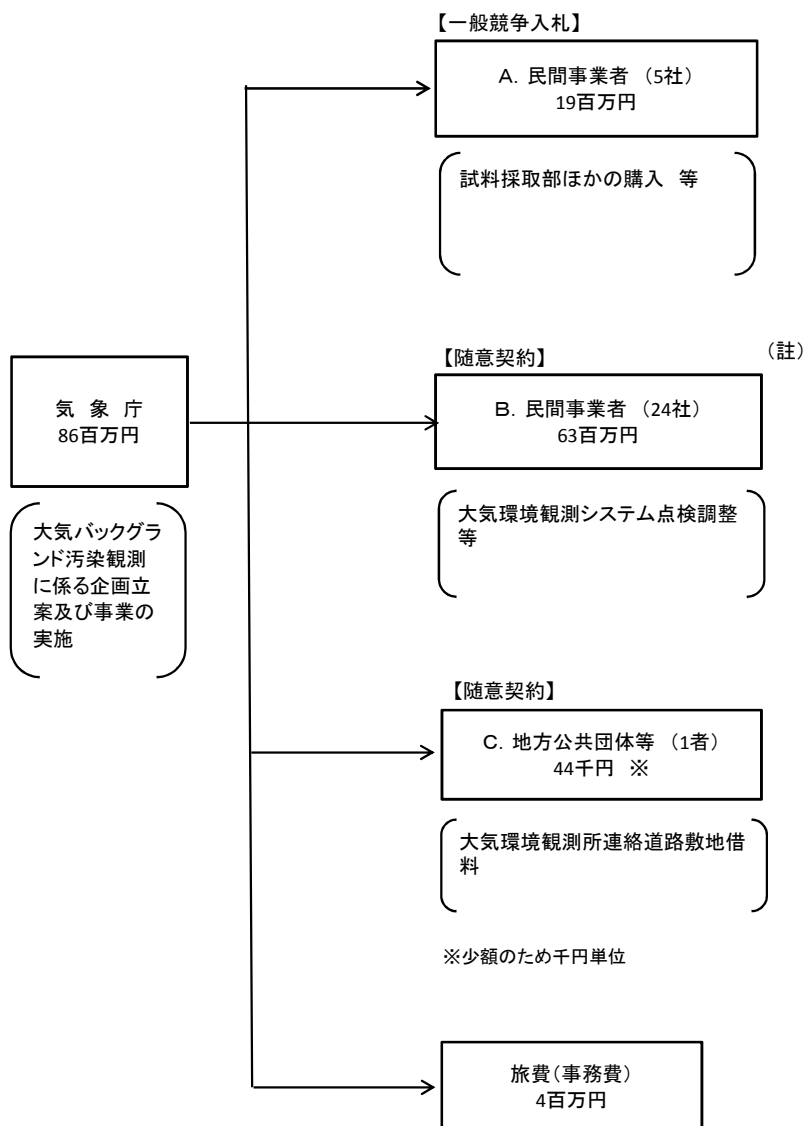 【一般競争入札】
A. 民間事業者 (5社)
19百万円
試料採取部ほかの購入 等
【随意契約】
(註)
B. 民間事業者 (24社)
63百万円
大気環境観測システム点検調整
等
気 象 庁
86百万円
大気バックグラ
ンド汚染観測
に係る企画立
案及び事業の
実施
【随意契約】
C. 地方公共団体等 (1者)
44千円 ※
大気環境観測所連絡道路敷地借
料
※少額のため千円単位
旅費(事務費)
4百万円